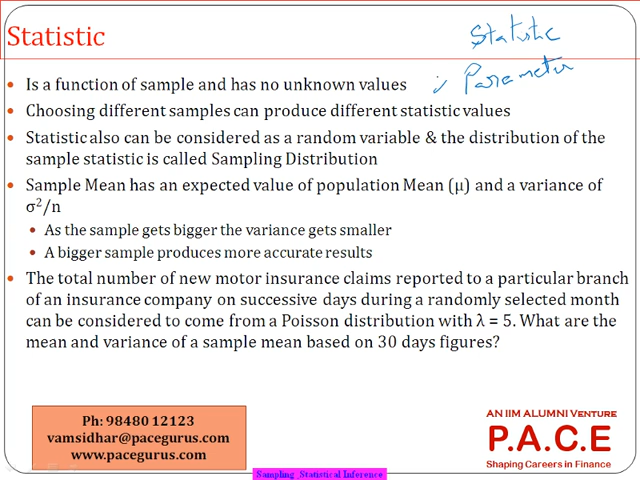 Statistic
Statistic
Parameter
Is a function of sample and has no unknown values
Choosing different samples can produce different statistic values
Statistic also can be considered as a random variable & the distribution of the
sample statistic is called Sampling Distribution
Sample Mean has an expected value of population Mean (μ) and a variance of
σ²/n
As the sample gets bigger the variance gets smaller
A bigger sample produces more accurate results
The total number of new motor insurance claims reported to a particular branch
of an insurance company on successive days during a randomly selected month
can be considered to come from a Poisson distribution with λ = 5. What are the
mean and variance of a sample mean based on 30 days figures?
Ph: 98480 12123
vamsidhar@pacegurus.com
www.pacegurus.com
AN IIM ALUMNI VENTURE
P.A.C.E
Shaping Careers in Finance
Sampling_Statistical Inference